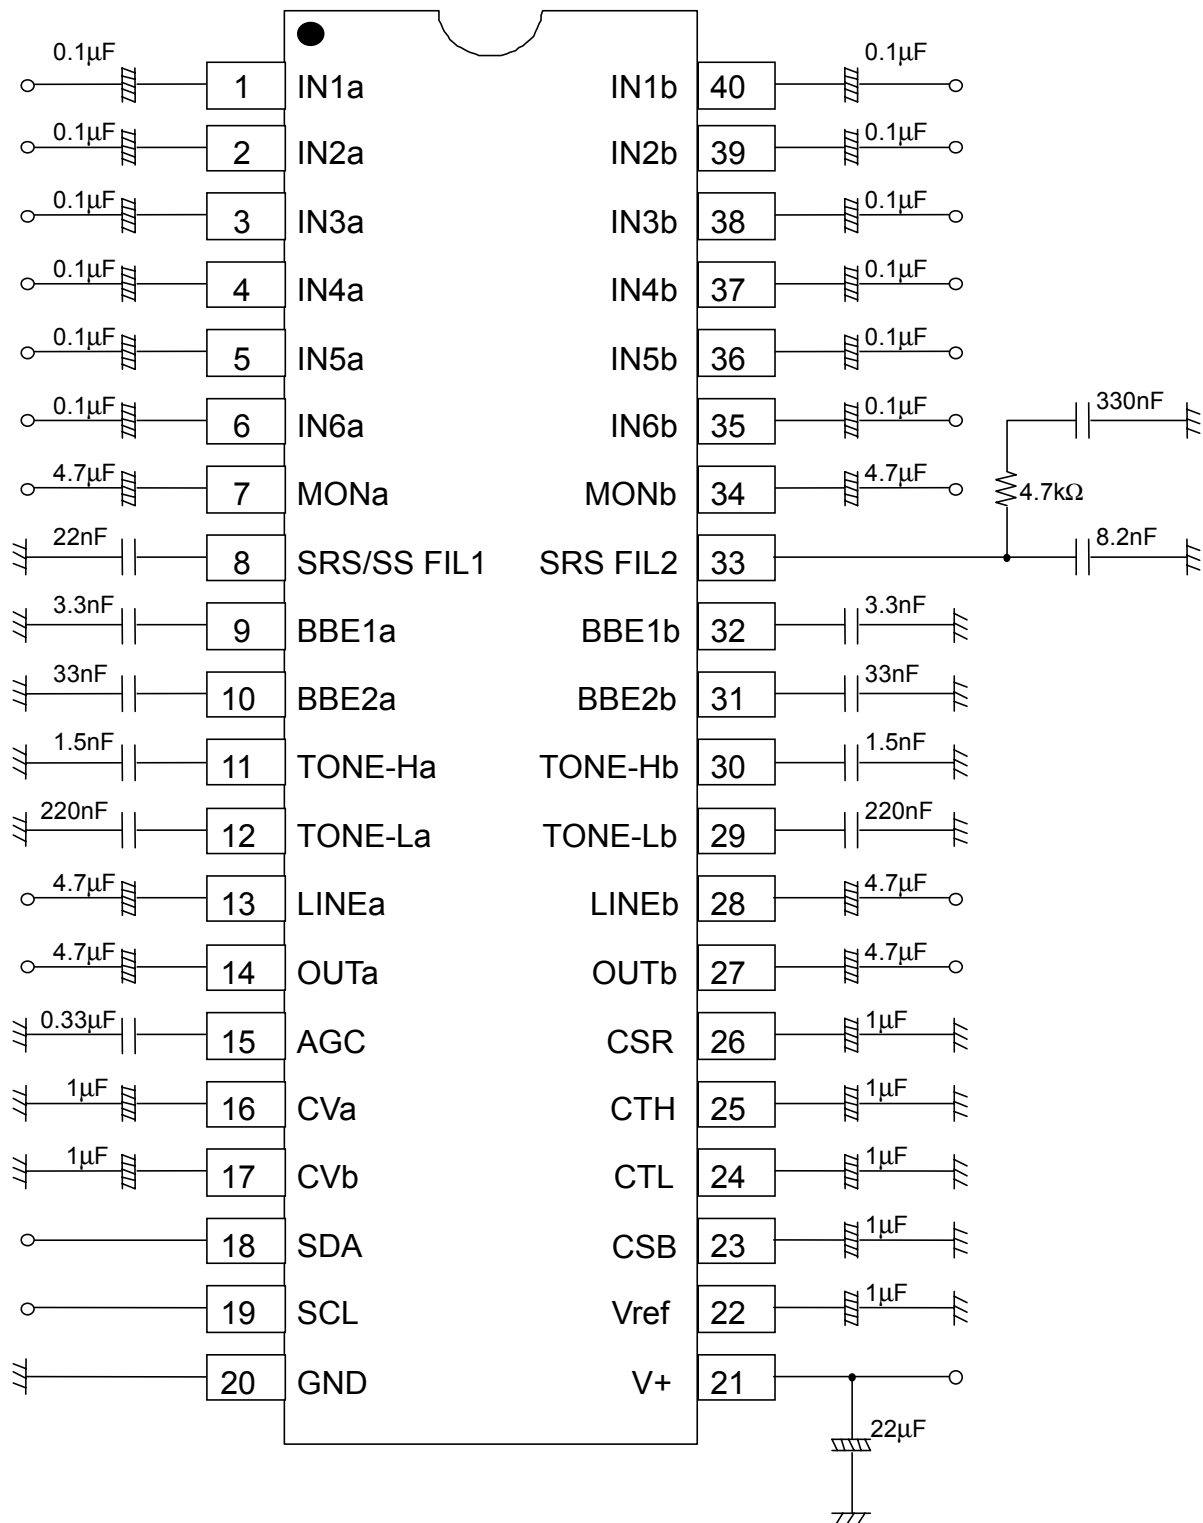 0.1µF 1 IN1a IN1b 40 0.1µF
0.1µF 2 IN2a IN2b 39 0.1µF
0.1µF 3 IN3a IN3b 38 0.1µF
0.1µF 4 IN4a IN4b 37 0.1µF
0.1µF 5 IN5a IN5b 36 0.1µF
0.1µF 6 IN6a IN6b 35 0.1µF 330nF
4.7µF 7 MONa MONb 34 4.7µF 4.7kΩ
22nF 8 SRS/SS FIL1 SRS FIL2 33 8.2nF
3.3nF 9 BBE1a BBE1b 32 3.3nF
33nF 10 BBE2a BBE2b 31 33nF
1.5nF 11 TONE-Ha TONE-Hb 30 1.5nF
220nF 12 TONE-La TONE-Lb 29 220nF
4.7µF 13 LINEa LINEb 28 4.7µF
4.7µF 14 OUTa OUTb 27 4.7µF
0.33µF 15 AGC CSR 26 1µF
1µF 16 CVa CTH 25 1µF
1µF 17 CVb CTL 24 1µF
18 SDA CSB 23 1µF
19 SCL Vref 22 1µF
20 GND V+ 21
22µF